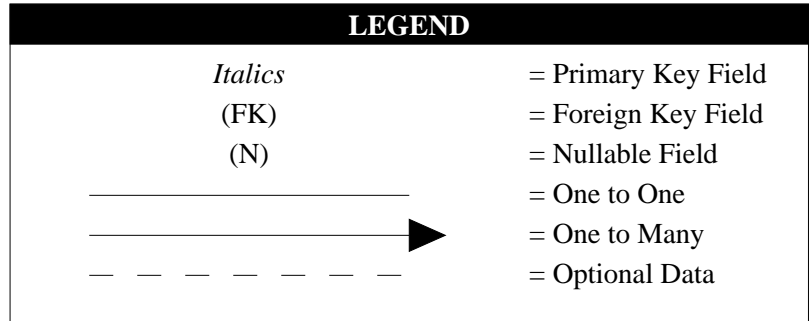 LEGEND
Italics = Primary Key Field
(FK) = Foreign Key Field
(N) = Nullable Field
= One to One
= One to Many
= Optional Data